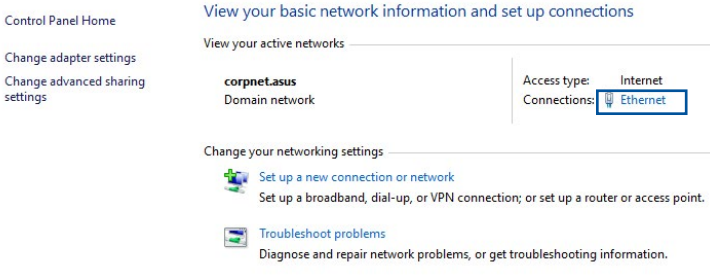 Control Panel Home
Change adapter settings
Change advanced sharing
settings
View your basic network information and set up connections
View your active networks
corpnet.asus
Domain network
Access type: Internet
Connections: Ethernet
Change your networking settings
Set up a new connection or network
Set up a broadband, dial-up, or VPN connection; or set up a router or access point.
Troubleshoot problems
Diagnose and repair network problems, or get troubleshooting information.